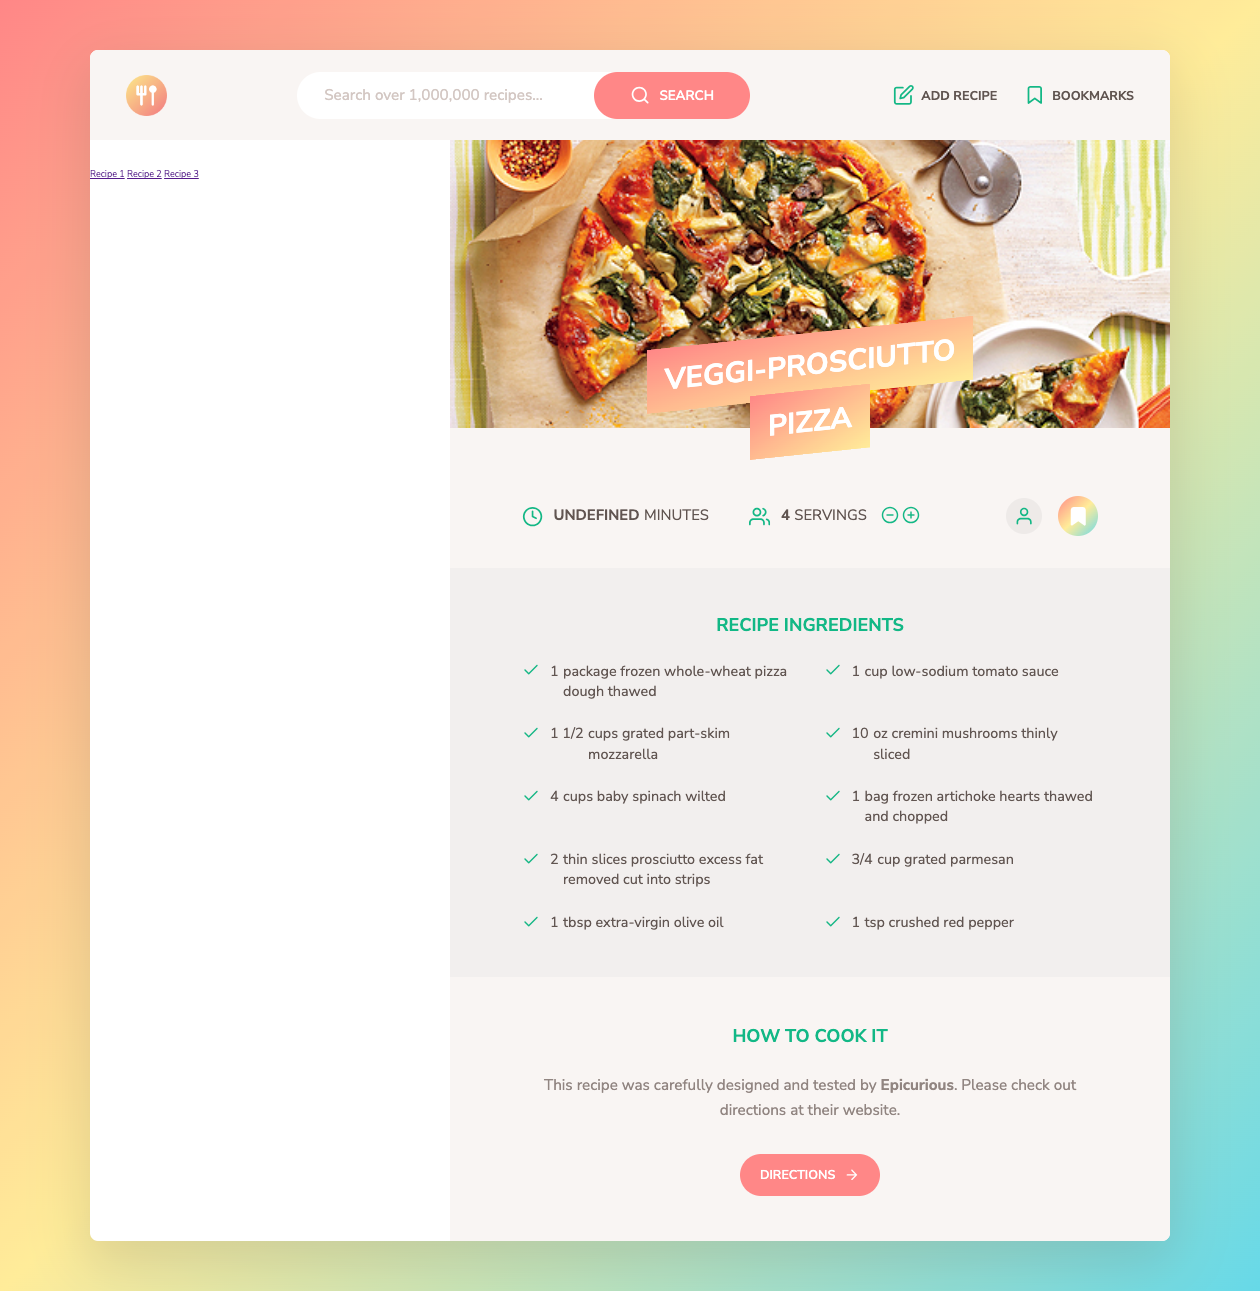 Search over 1,000,000 recipes...
SEARCH
ADD RECIPE
BOOKMARKS
Recipe 1 Recipe 2 Recipe 3
VEGGI-PROSCIUTTO
PIZZA
UNDEFINED MINUTES
4 SERVINGS
RECIPE INGREDIENTS
1 package frozen whole-wheat pizza
dough thawed
1 cup low-sodium tomato sauce
1 1/2 cups grated part-skim
mozzarella
10 oz cremini mushrooms thinly
sliced
4 cups baby spinach wilted
1 bag frozen artichoke hearts thawed
and chopped
2 thin slices prosciutto excess fat
removed cut into strips
3/4 cup grated parmesan
1 tbsp extra-virgin olive oil
1 tsp crushed red pepper
HOW TO COOK IT
This recipe was carefully designed and tested by Epicurious. Please check out
directions at their website.
DIRECTIONS